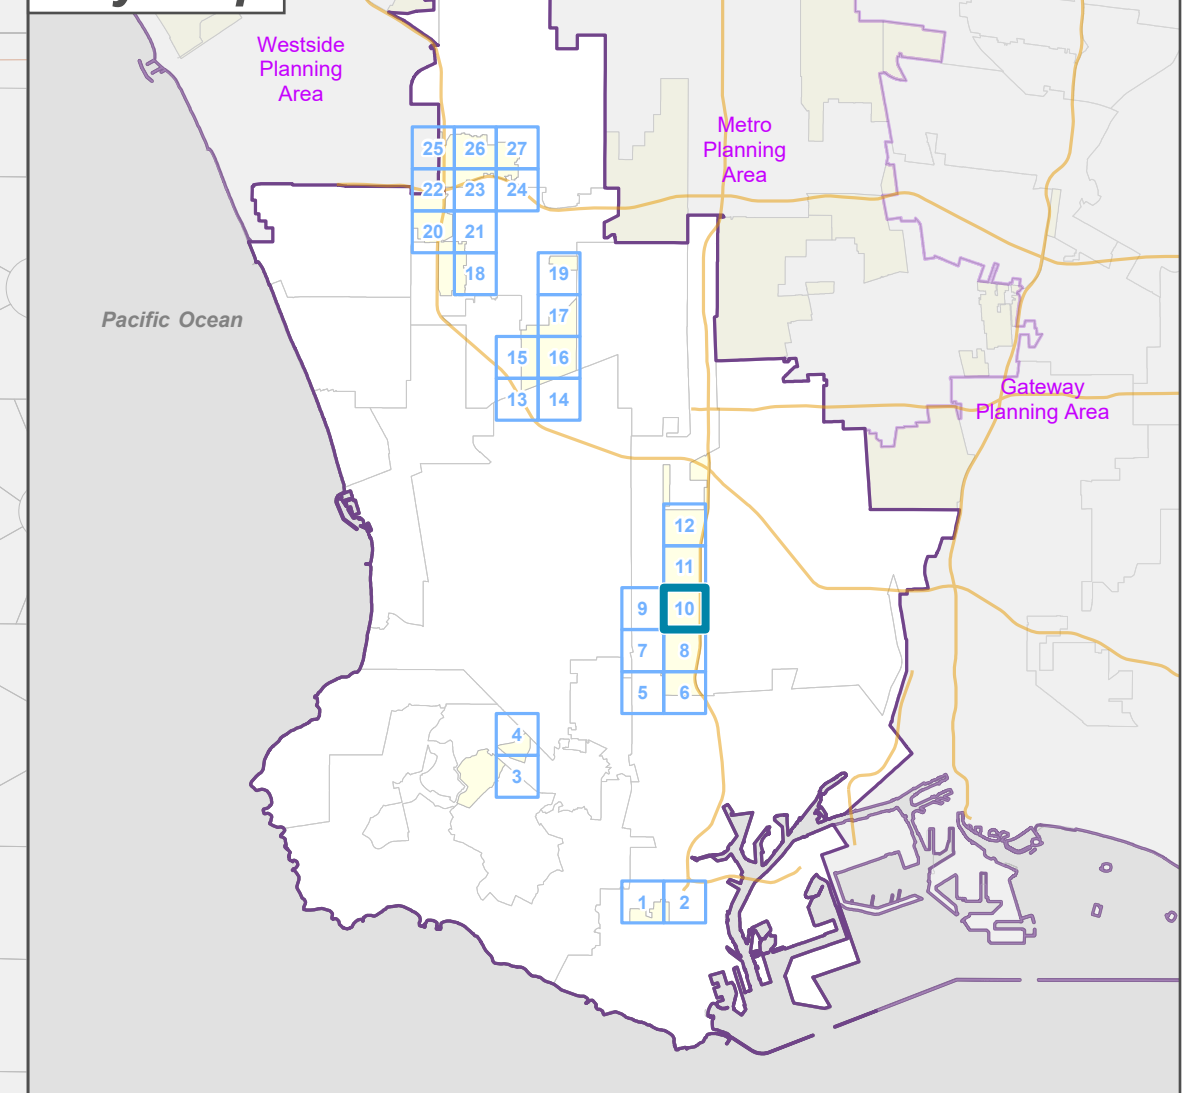 Westside
Planning
Area
Metro
Planning
Area
25 26 27
22 23 24
20 21
18 19
Pacific Ocean
17
15 16
Gateway
Planning Area
13 14
12
11
9 10
7 8
5 6
4
3
1 2